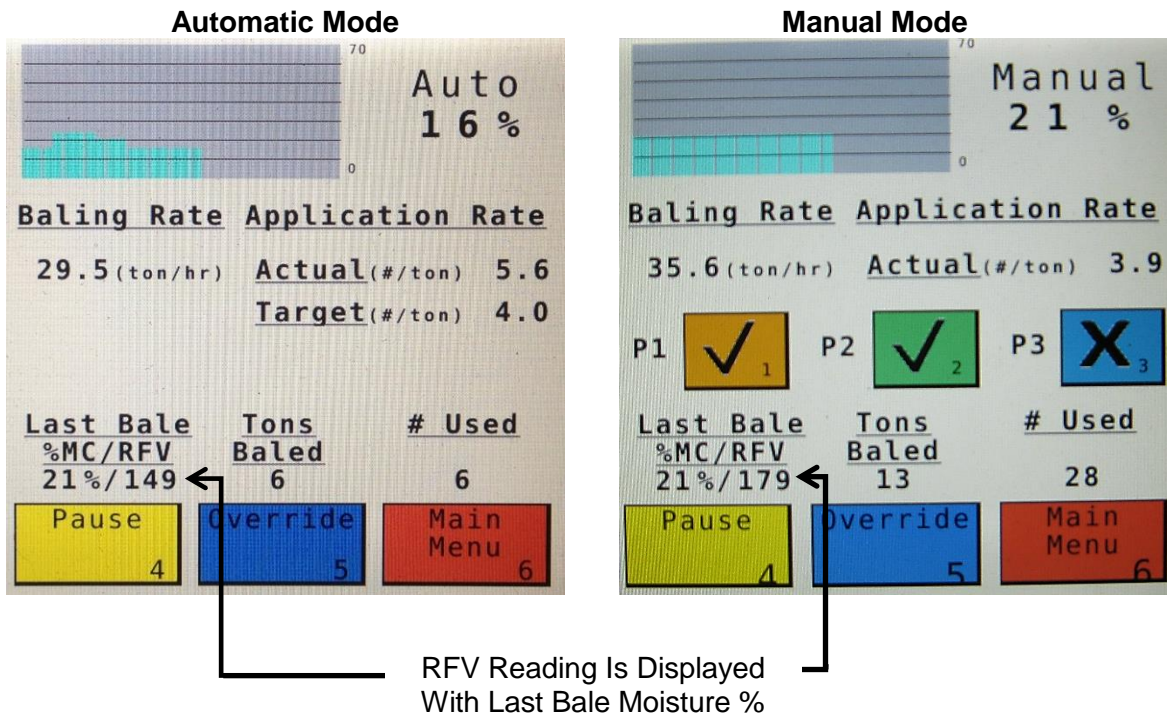 Automatic Mode
70
Auto
16%
0
Baling Rate Application Rate
29.5(ton/hr) Actual(#/ton) 5.6
Target(#/ton) 4.0
Last Bale Tons # Used
%MC/RFV Baled
21%/149 6 6
Pause Override Main
Menu
4 5 6
Manual Mode
70
Manual
21 %
0
Baling Rate Application Rate
35.6(ton/hr) Actual(#/ton) 3.9
P1 1 P2 2 P3 X 3
Last Bale Tons # Used
%MC/RFV Baled
21%/179 13 28
Pause Override Main
Menu
4 5 6
RFV Reading Is Displayed
With Last Bale Moisture %